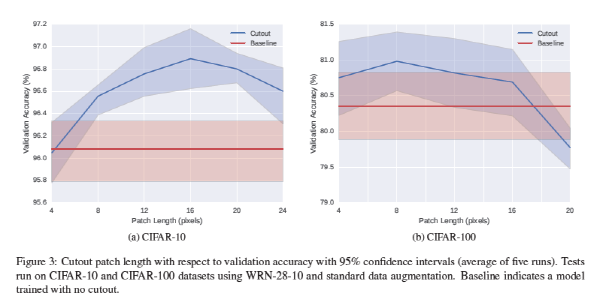 97.2
97.0
96.8
96.6
96.4
96.2
96.0
95.8
95.6
Validation Accuracy (%)
Cutout
Baseline
4 8 12 16 20 24
Patch Length (pixels)
(a) CIFAR-10
81.5
81.0
80.5
80.0
79.5
79.0
Validation Accuracy (%)
Cutout
Baseline
4 8 12 16 20
Patch Length (pixels)
(b) CIFAR-100
Figure 3: Cutout patch length with respect to validation accuracy with 95% confidence intervals (average of five runs). Tests
run on CIFAR-10 and CIFAR-100 datasets using WRN-28-10 and standard data augmentation. Baseline indicates a model
trained with no cutout.